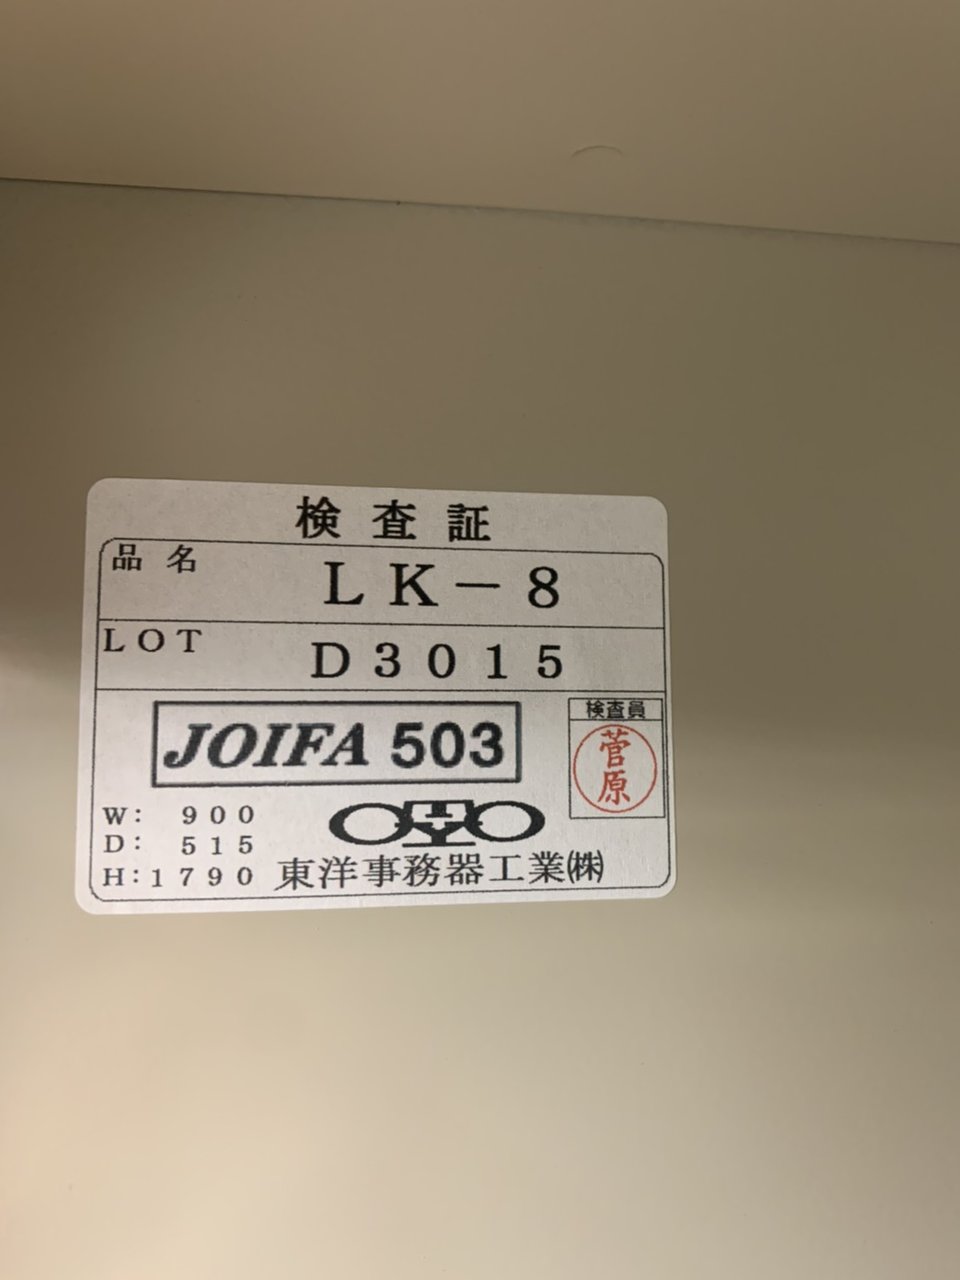 検査証
品名 LK-8
LOT D3015
JOIFA 503
検査員
菅原
W: 900
D: 515
H:1790
TOYO
東洋事務器工業㈱